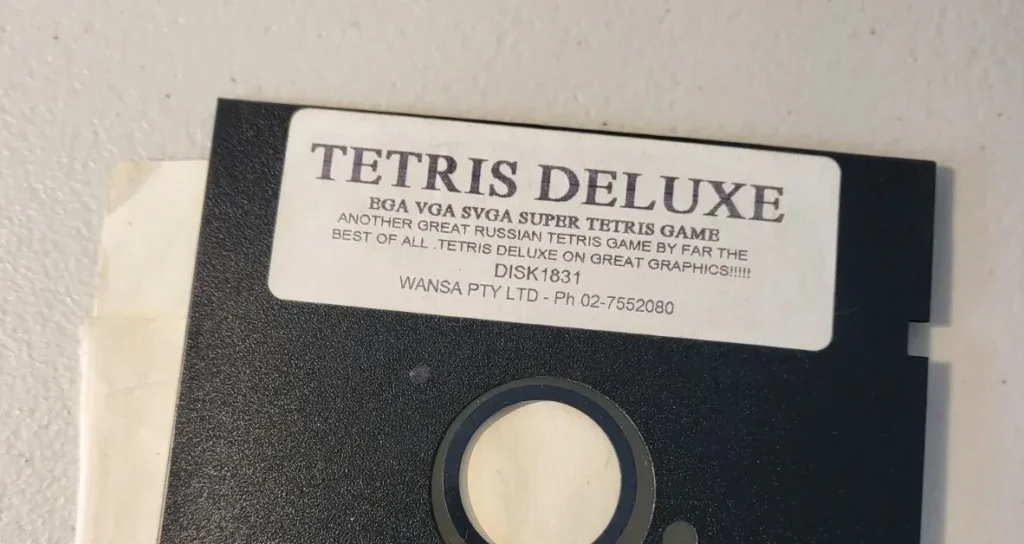 TETRIS DELUXE
EGA VGA SVGA SUPER TETRIS GAME
ANOTHER GREAT RUSSIAN TETRIS GAME BY FAR THE
BEST OF ALL .TETRIS DELUXE ON GREAT GRAPHICS!!!!!
DISK1831
WANSA PTY LTD - Ph 02-7552080